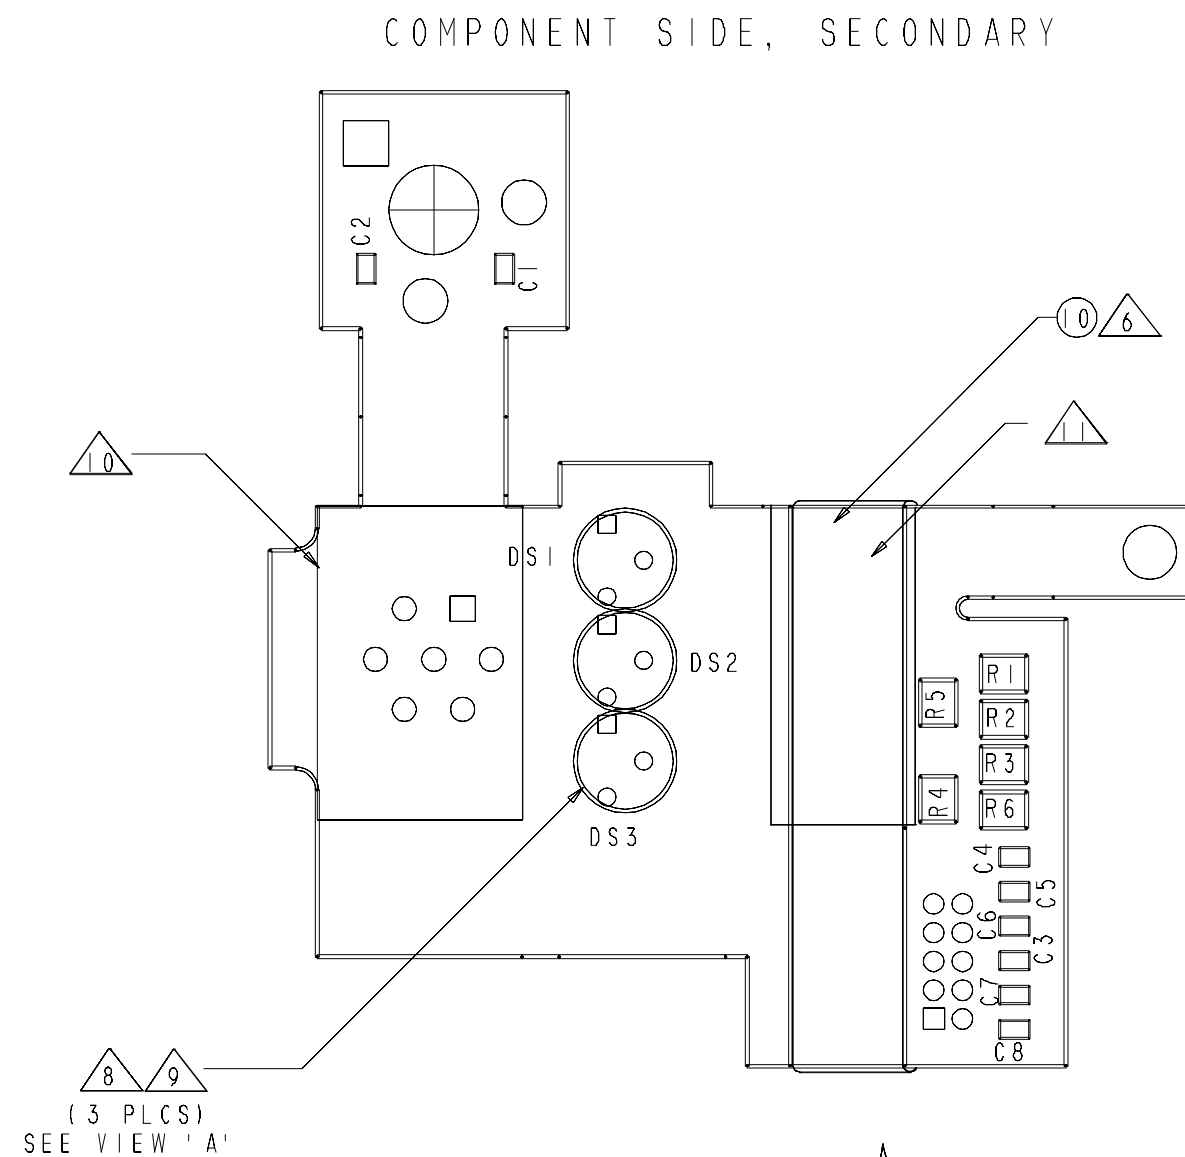 COMPONENT SIDE, SECONDARY
C2
C1
10 6
11
10
DS1
DS2
DS3
R1
R5
R2
R3
R4
R6
C4
C5
C6
C3
C7
C8
8 9
(3 PLCS)
SEE VIEW 'A'